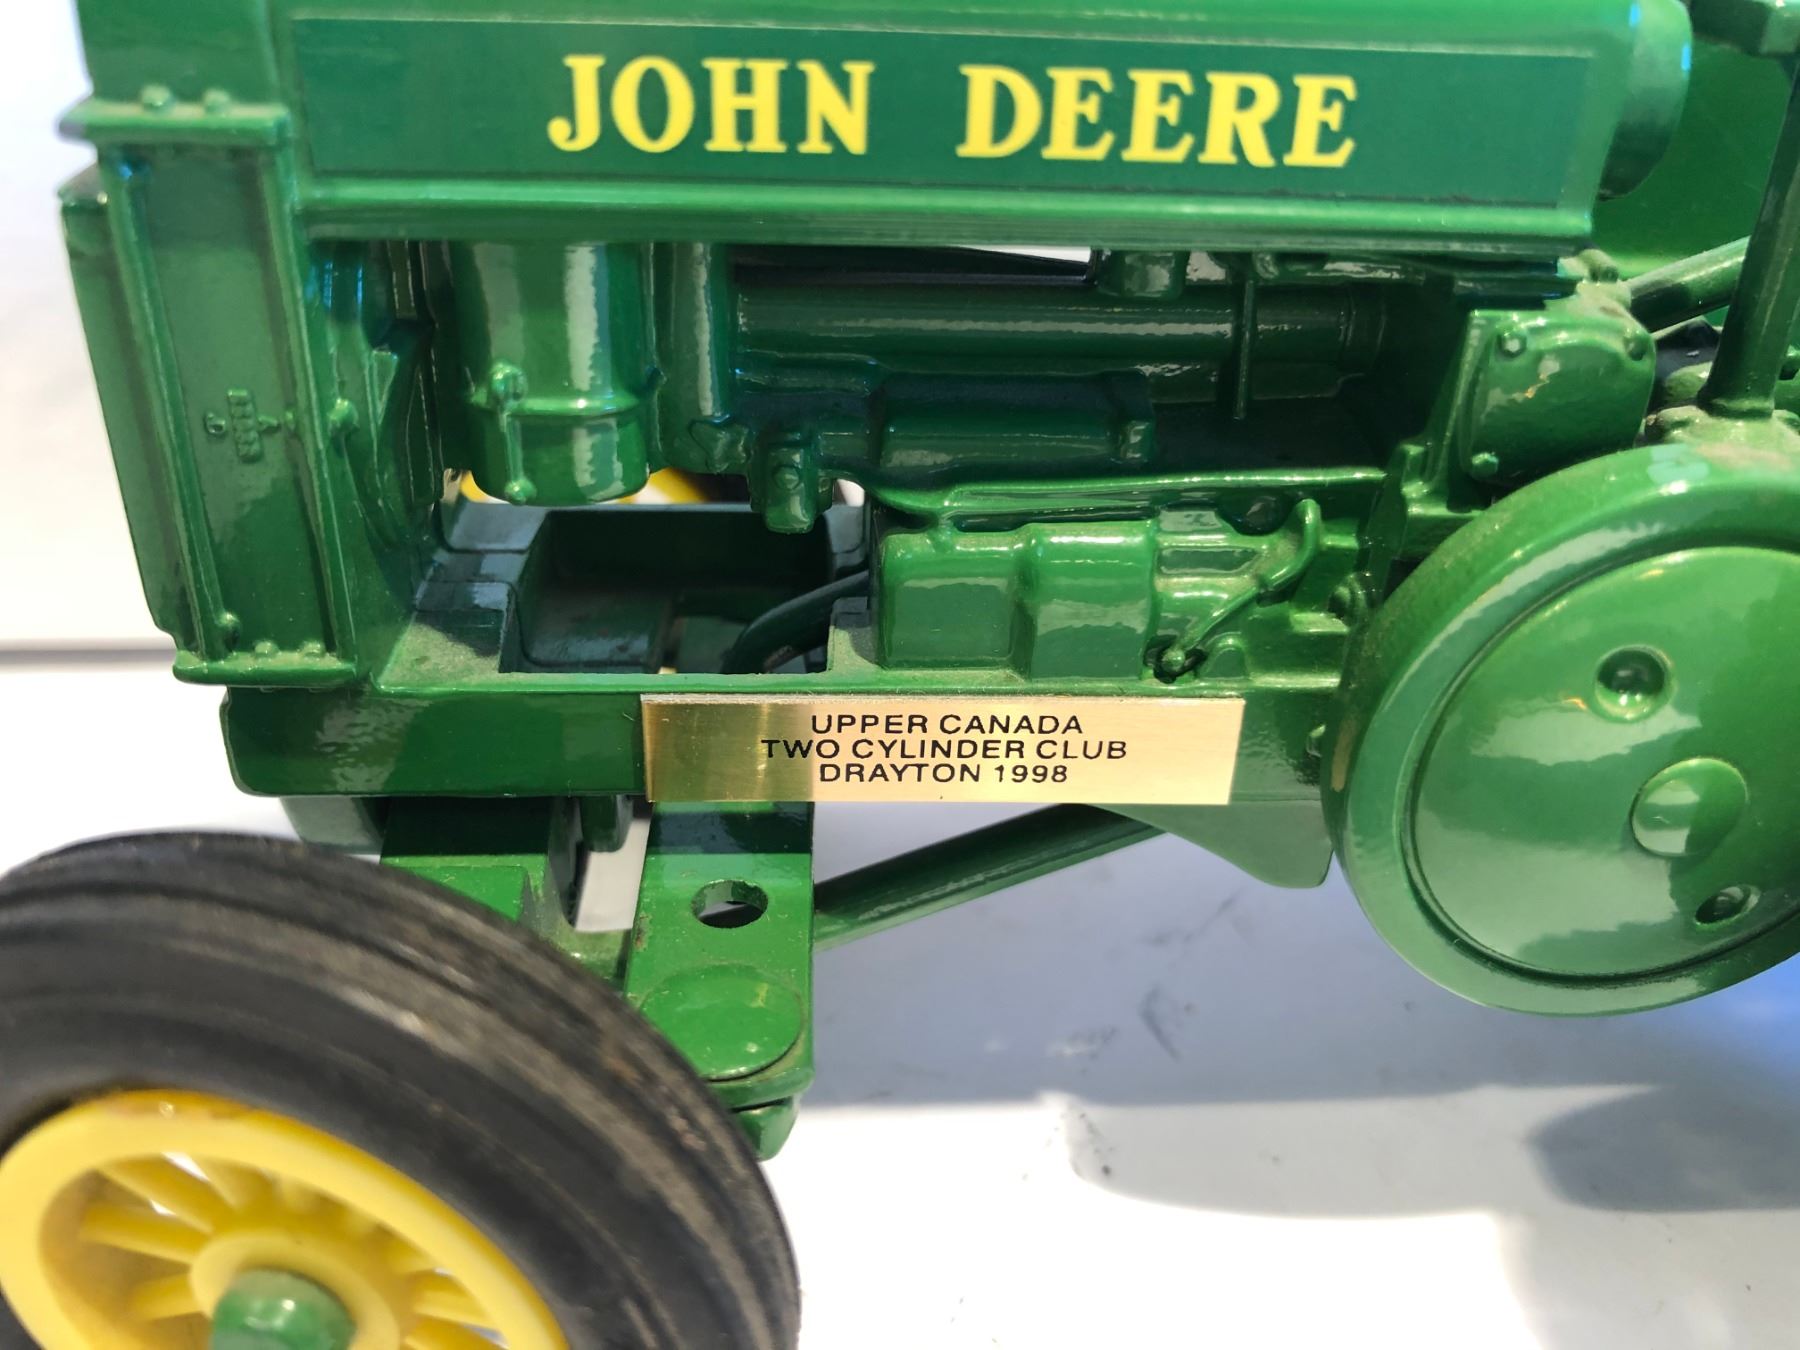 JOHN DEERE
UPPER CANADA
TWO CYLINDER CLUB
DRAYTON 1998